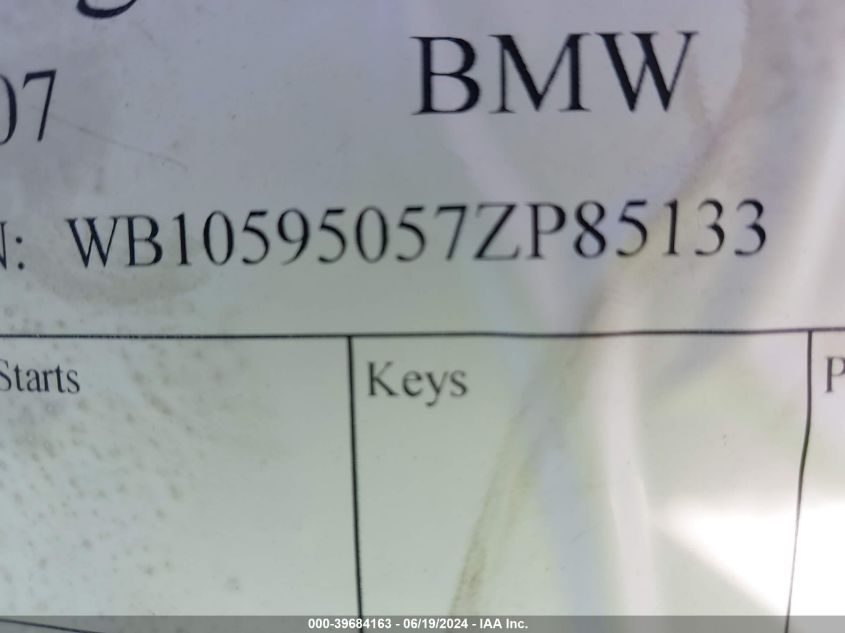 07 BMW
N: WB10595057ZP85133
Starts Keys P
000-39684163 - 06/19/2024 - IAA Inc.